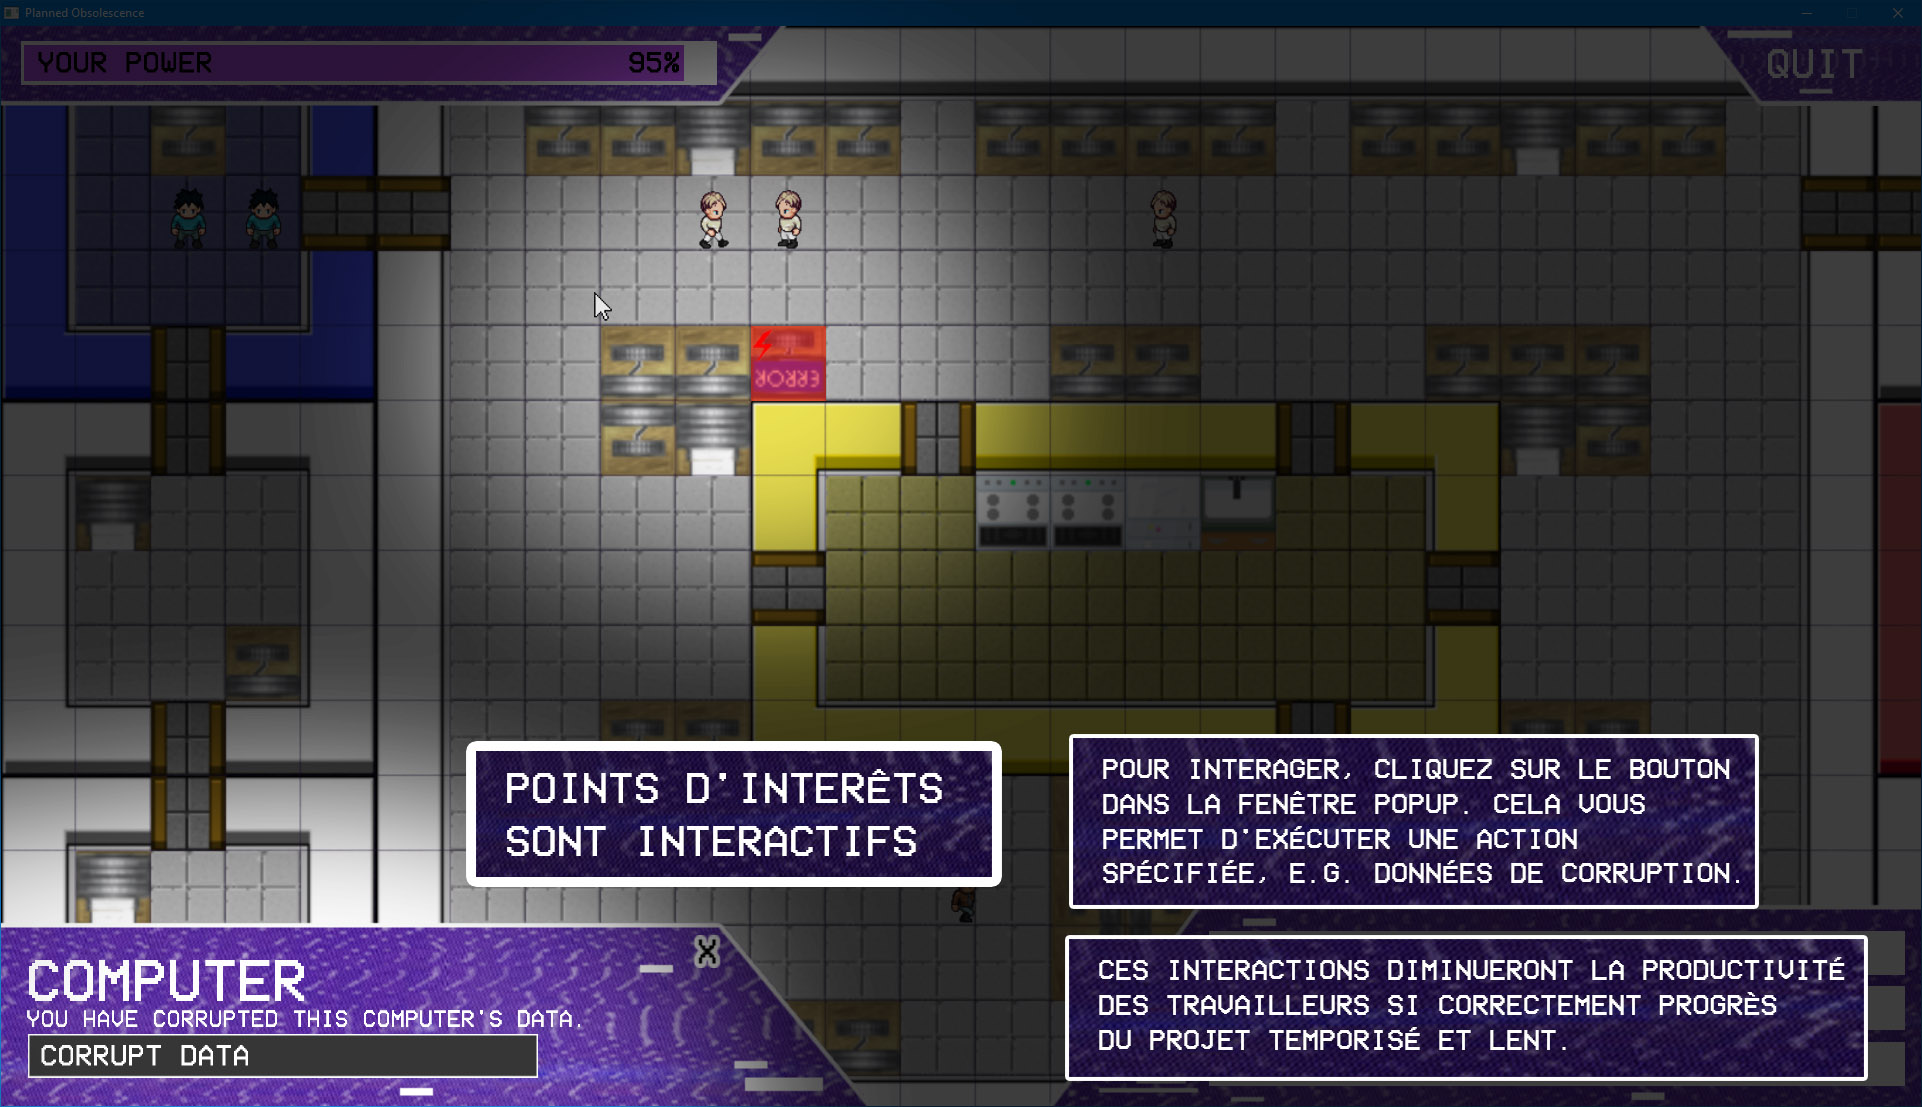 Planned Obsolescence
YOUR POWER 95%
QUIT
ERROR
POINTS D'INTERÊTS
SONT INTERACTIFS
POUR INTERAGER, CLIQUEZ SUR LE BOUTON
DANS LA FENÊTRE POPUP. CELA VOUS
PERMET D'EXÉCUTER UNE ACTION
SPÉCIFIÉE, E.G. DONNÉES DE CORRUPTION.
CES INTERACTIONS DIMINUERONT LA PRODUCTIVITÉ
DES TRAVAILLEURS SI CORRECTEMENT PROGRÈS
DU PROJET TEMPORISÉ ET LENT.
X
COMPUTER
YOU HAVE CORRUPTED THIS COMPUTER'S DATA.
CORRUPT DATA